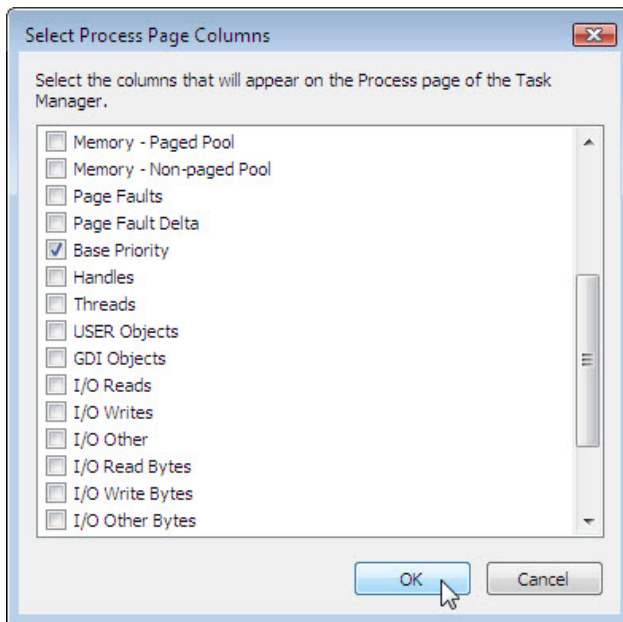 Select Process Page Columns
Select the columns that will appear on the Process page of the Task
Manager.
Memory - Paged Pool
Memory - Non-paged Pool
Page Faults
Page Fault Delta
Base Priority
Handles
Threads
USER Objects
GDI Objects
I/O Reads
I/O Writes
I/O Other
I/O Read Bytes
I/O Write Bytes
I/O Other Bytes
OK Cancel